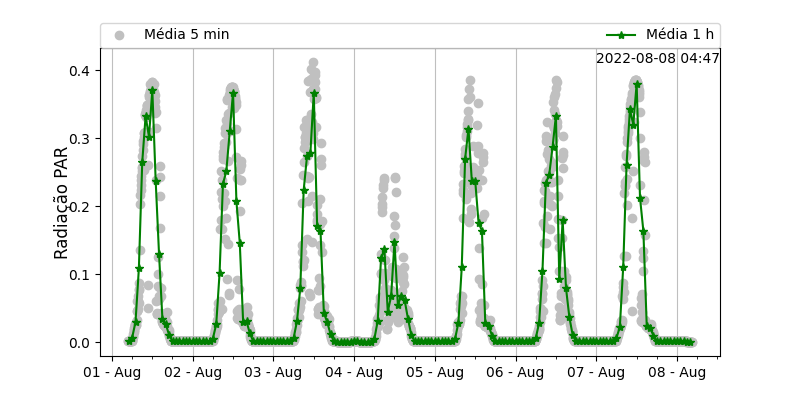 Média 5 min
Média 1 h
2022-08-08 04:47
Radiação PAR
0.4
0.3
0.2
0.1
0.0
01 - Aug
02 - Aug
03 - Aug
04 - Aug
05 - Aug
06 - Aug
07 - Aug
08 - Aug